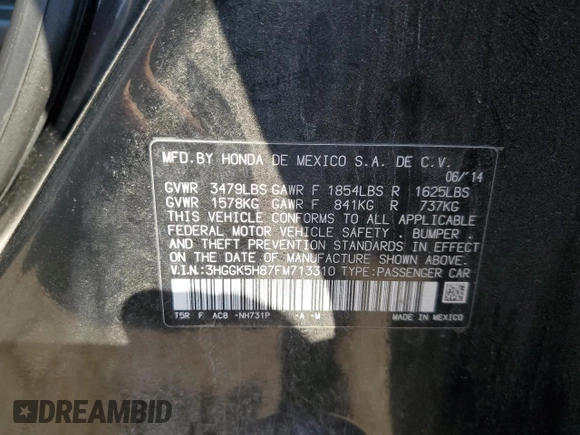 MFD.BY HONDA DE MEXICO S.A. DE C.V.
06/14
GVWR 3479LBS GAWR F 1854LBS R 1625LBS
GVWR 1578KG GAWR F 841KG R 737KG
THIS VEHICLE CONFORMS TO ALL APPLICABLE
FEDERAL MOTOR VEHICLE SAFETY . BUMPER .
AND THEFT PREVENTION STANDARDS IN EFFECT
ON THE DATE OF MANUFACTURE SHOWN ABOVE.
V.I.N:3HGGK5H87FM713310 TYPE:PASSENGER CAR
T5R F AC8 -NH731P -A -M
MADE IN MEXICO
DREAMBID